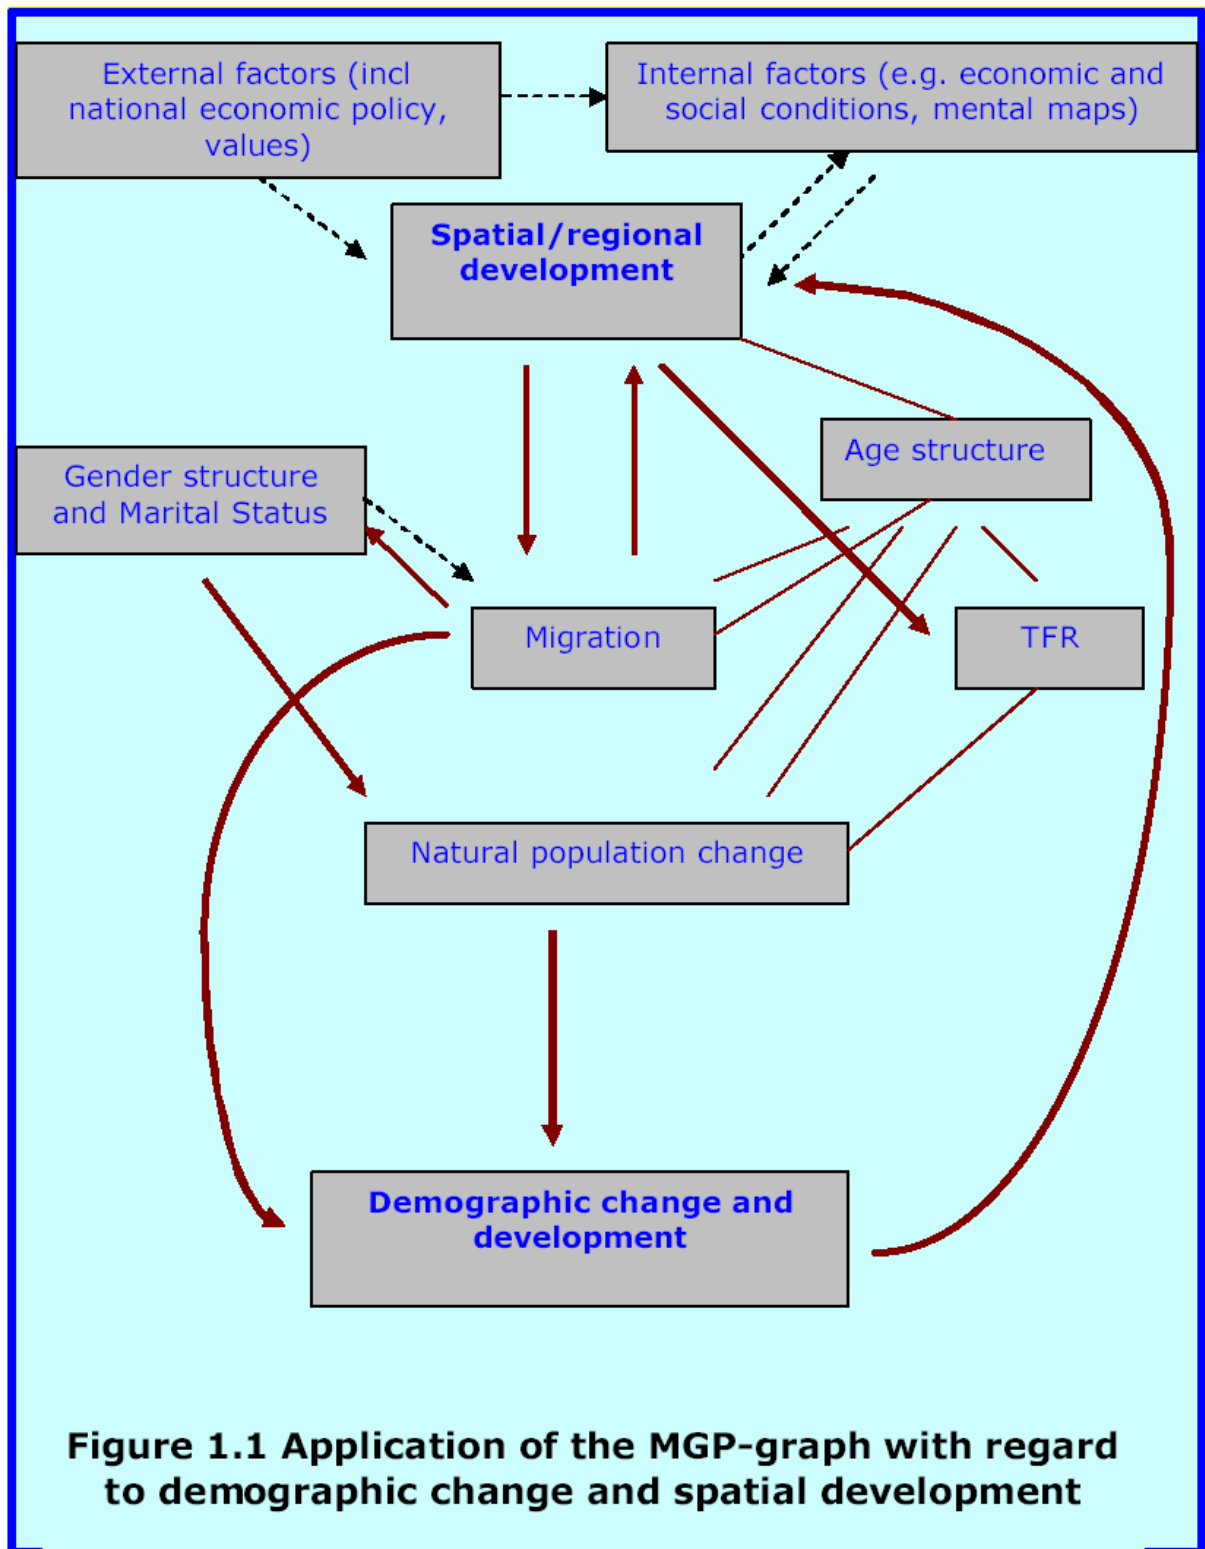 External factors (incl
national economic policy,
values)
Internal factors (e.g. economic and
social conditions, mental maps)
Spatial/regional
development
Age structure
Gender structure
and Marital Status
Migration
TFR
Natural population change
Demographic change and
development
Figure 1.1 Application of the MGP-graph with regard
to demographic change and spatial development